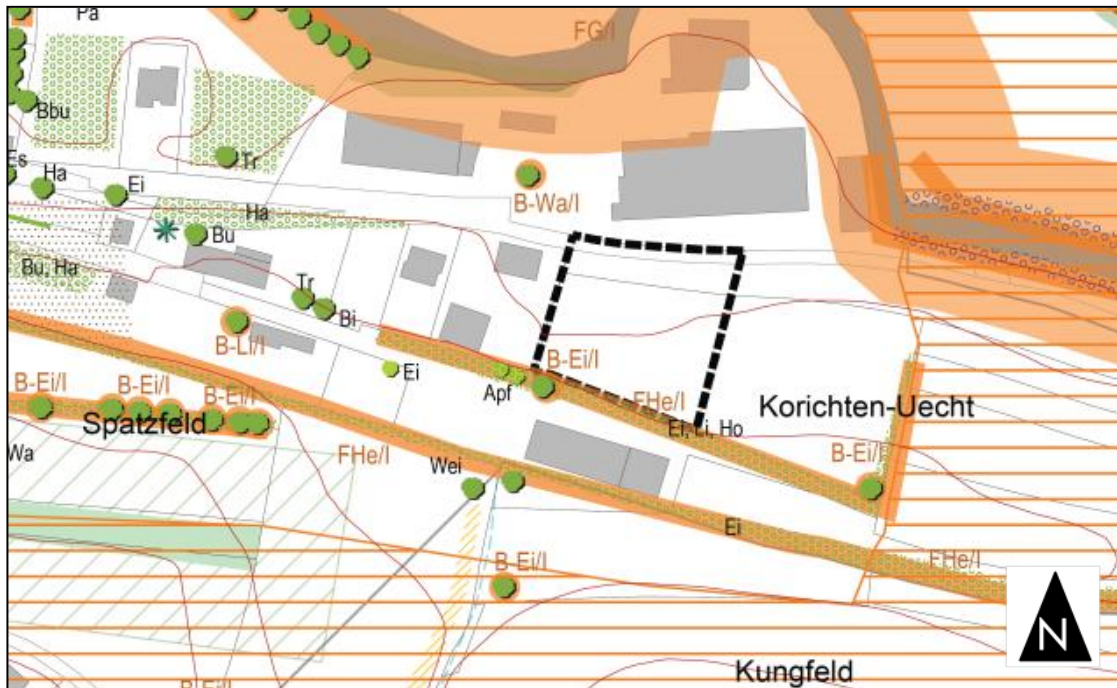 Pa
FG/I
Bbu
Tr
Es
Ha
Ei
B-Wa/I
Ha
Bu
Bu, Ha
Tr
Bi
B-Li/I
Ei
B-Ei/I
Apf
FHe/I
Korichten-Uecht
Ei, Li, Ho
B-Ei/I
B-Ei/I
B-Ei/I
B-Ei/I
Spatzfeld
Wa
FHe/I
Wei
Ei
FHe/I
B-Ei/I
N
Kungfeld
B-Ei/I